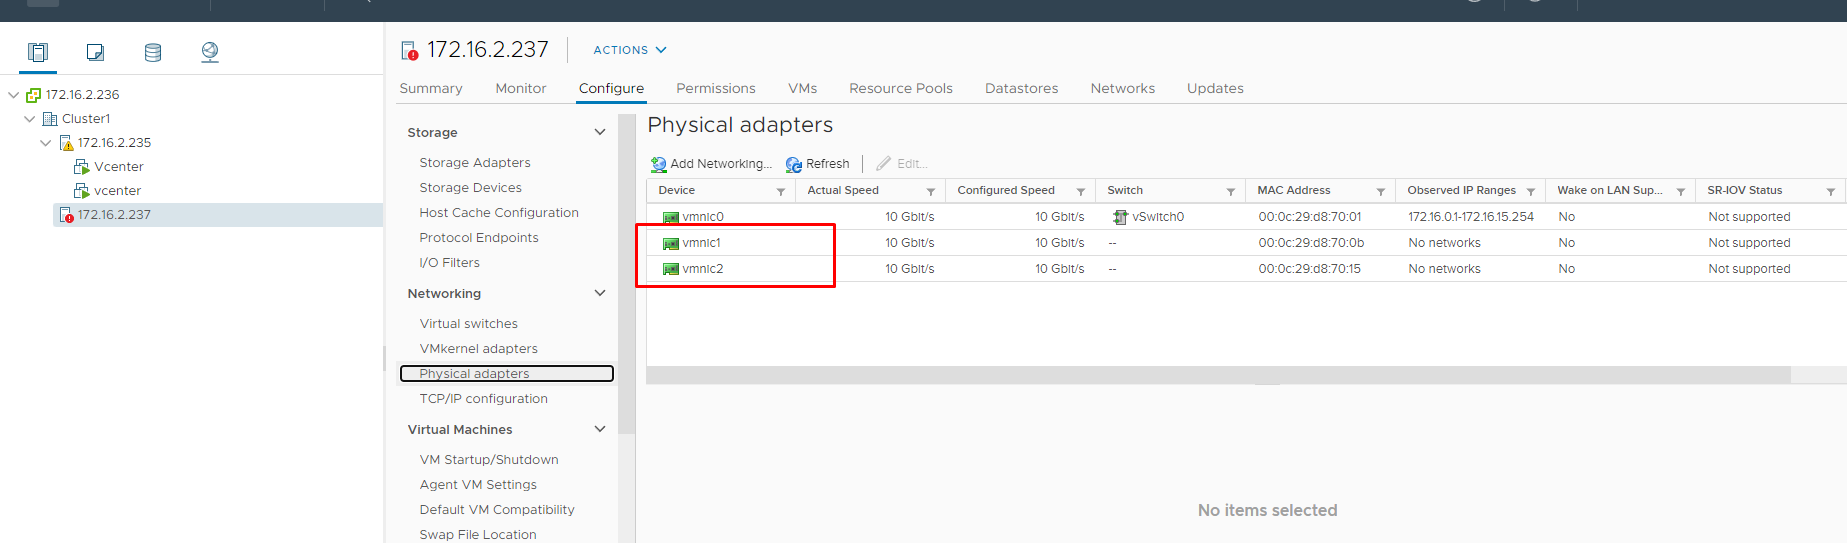 172.16.2.236
Cluster1
172.16.2.235
Vcenter
vcenter
172.16.2.237
172.16.2.237 ACTIONS
Summary Monitor Configure Permissions VMs Resource Pools Datastores Networks Updates
Storage
Storage Adapters
Storage Devices
Host Cache Configuration
Protocol Endpoints
I/O Filters
Networking
Virtual switches
VMkernel adapters
Physical adapters
TCP/IP configuration
Virtual Machines
VM Startup/Shutdown
Agent VM Settings
Default VM Compatibility
Swap File Location
Physical adapters
Add Networking... Refresh Edit...
Device Actual Speed Configured Speed Switch MAC Address Observed IP Ranges Wake on LAN Sup... SR-IOV Status
vmnic0 10 Gbit/s 10 Gbit/s vSwitch0 00:0c:29:d8:70:01 172.16.0.1-172.16.15.254 No Not supported
vmnic1 10 Gbit/s 10 Gbit/s -- 00:0c:29:d8:70:0b No networks No Not supported
vmnic2 10 Gbit/s 10 Gbit/s -- 00:0c:29:d8:70:15 No networks No Not supported
No items selected